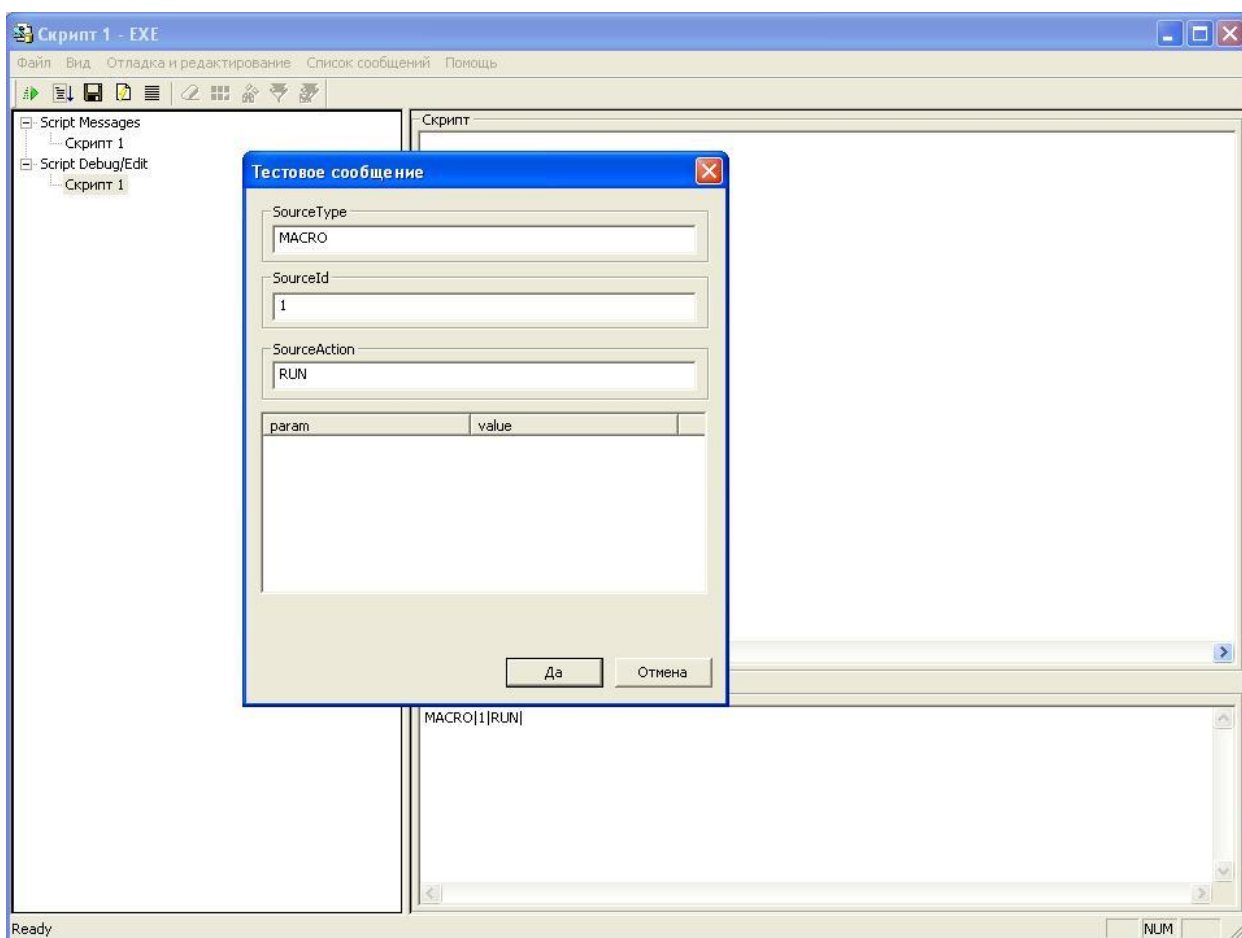 Скрипт 1 - EXE
Файл Вид Отладка и редактирование Список сообщений Помощь
Script Messages
Скрипт 1
Script Debug/Edit
Скрипт 1
Скрипт
Тестовое сообщение
SourceType
MACRO
SourceId
1
SourceAction
RUN
param value
Да Отмена
MACRO|1|RUN|
Ready NUM